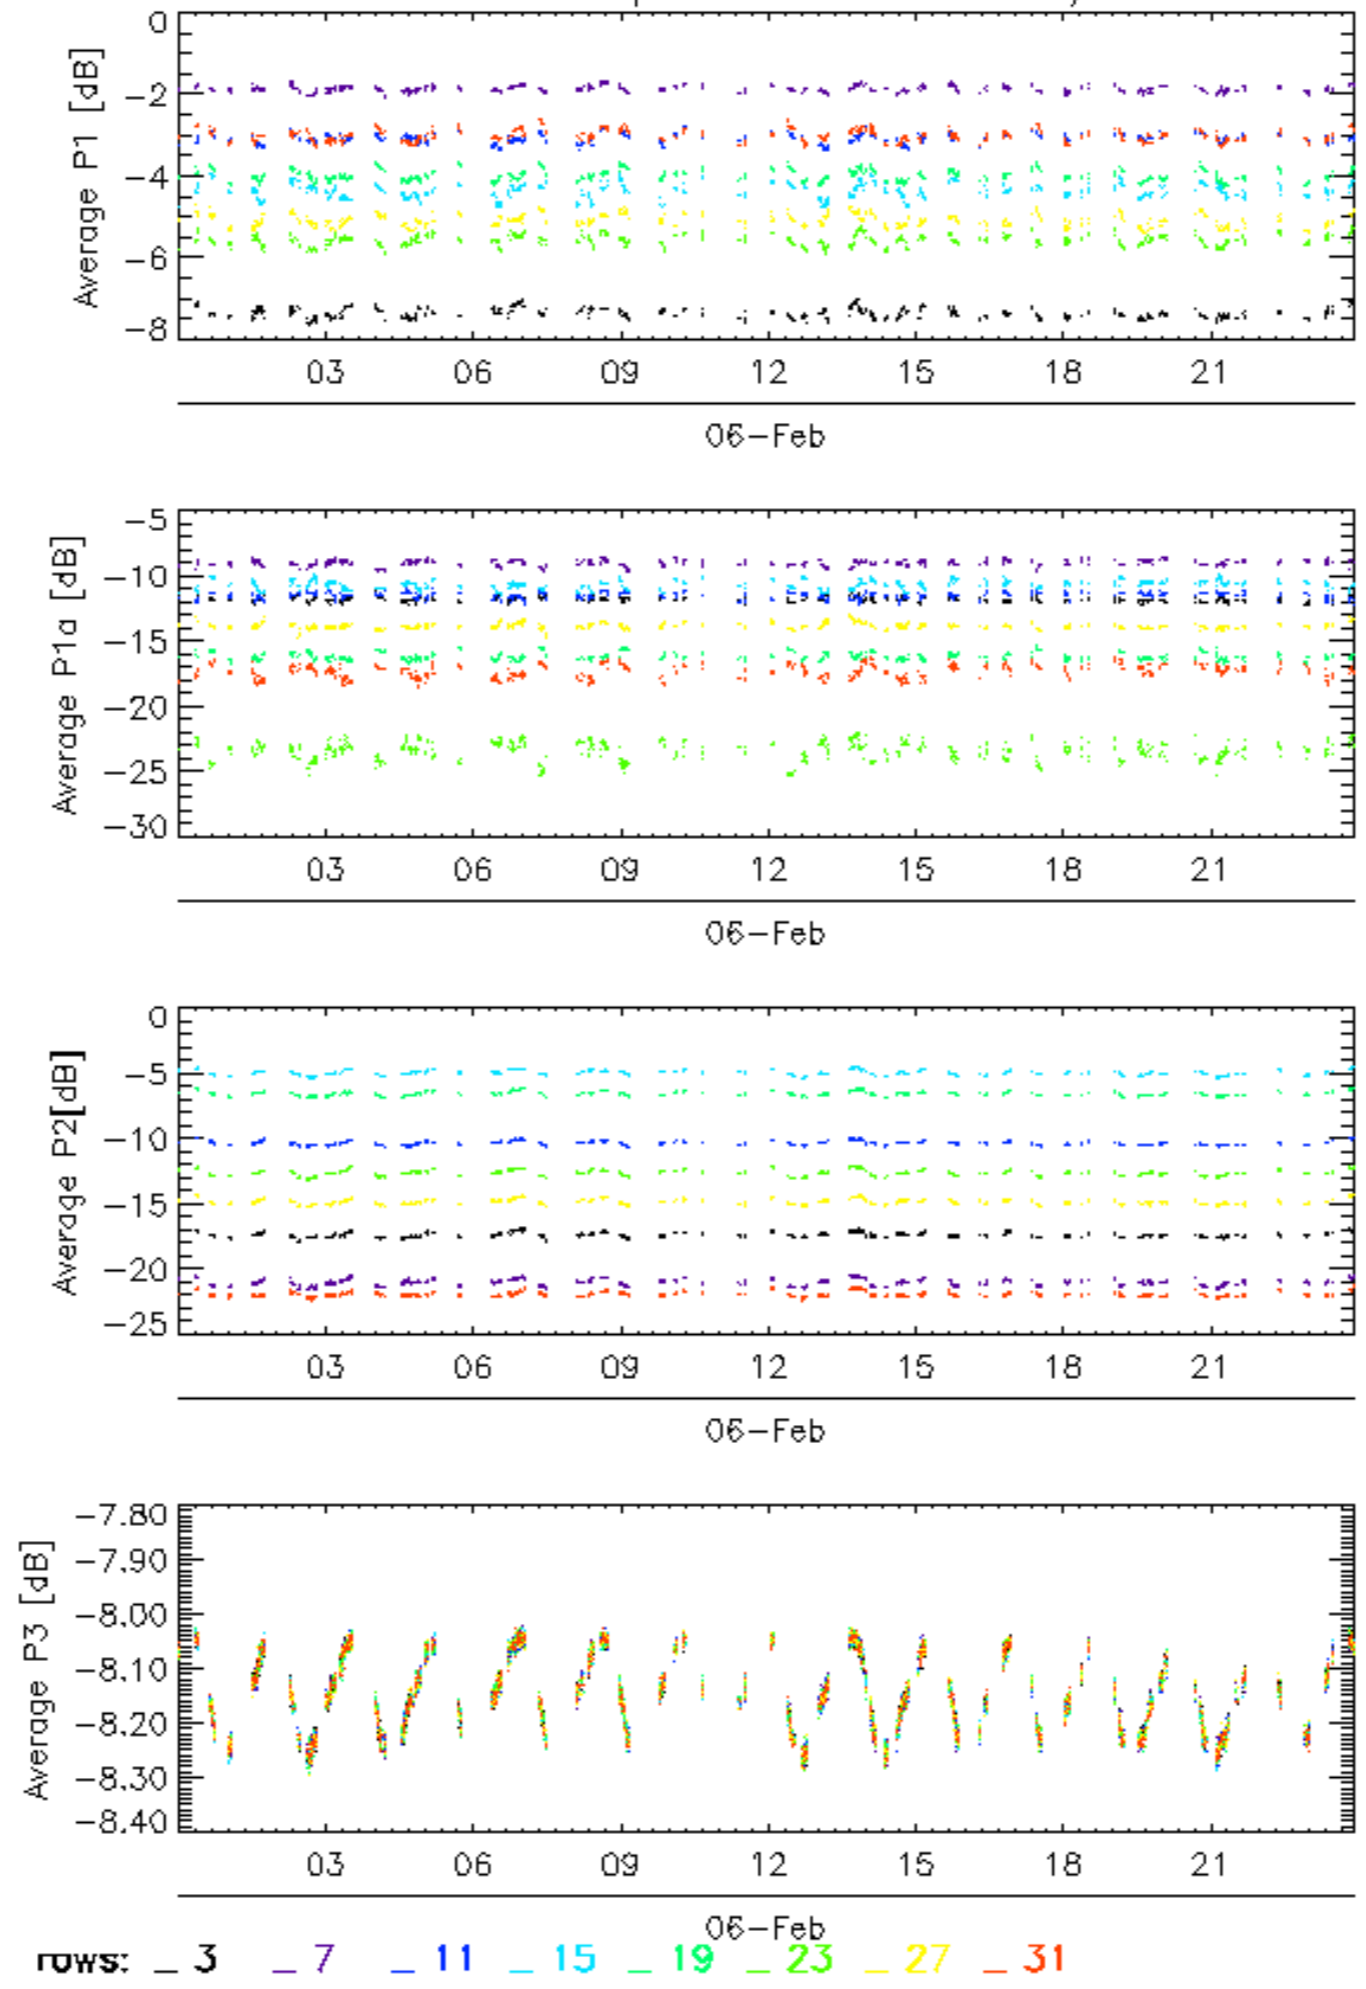 0
−2
−4
−6
−8
Average P1 [dB]
03 06 09 12 15 18 21
06−Feb
−5
−10
−15
−20
−25
−30
Average P1a [dB]
03 06 09 12 15 18 21
06−Feb
0
−5
−10
−15
−20
−25
Average P2[dB]
03 06 09 12 15 18 21
06−Feb
−7.80
−7.90
−8.00
−8.10
−8.20
−8.30
−8.40
Average P3 [dB]
03 06 09 12 15 18 21
06−Feb
rows: _ 3 _ 7 _ 11 _ 15 _ 19 _ 23 _ 27 _ 31